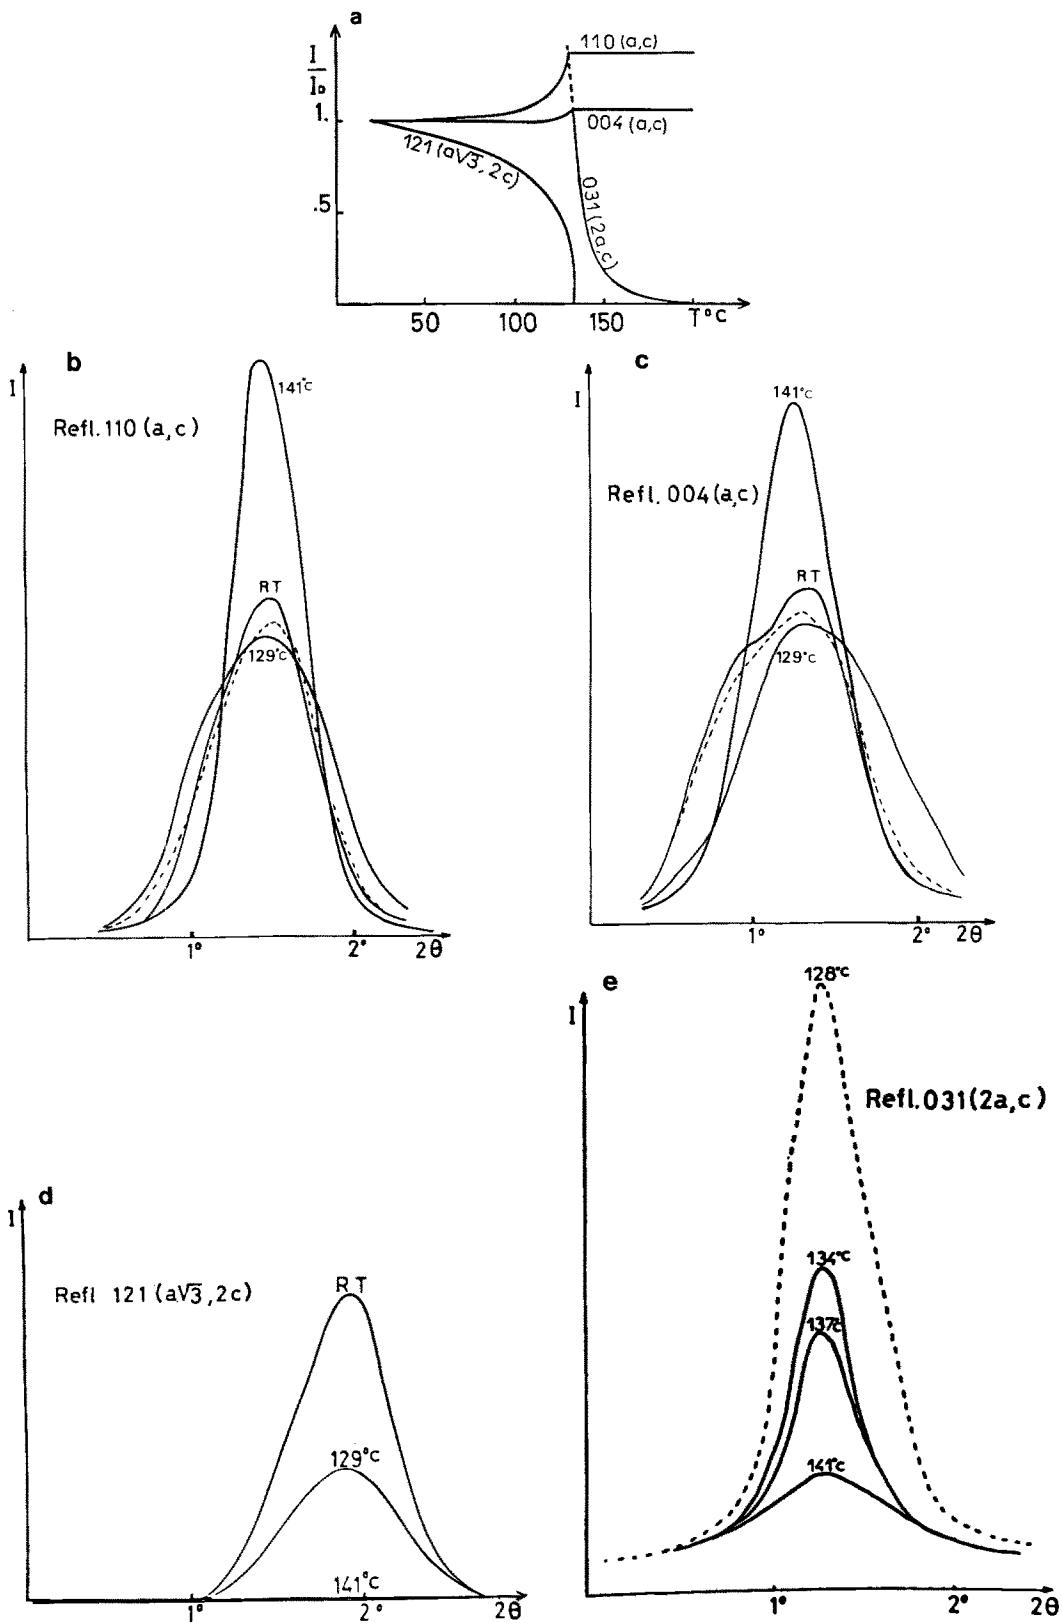 a
I
I₀
110 (a,c)
1.
004 (a,c)
121 (a√3, 2c)
.5
031 (2a,c)
50
100
150
T°C
b
I
Refl. 110 (a,c)
141°C
RT
129°C
1°
2°
2θ
c
I
Refl. 004 (a,c)
141°C
RT
129°C
1°
2°
2θ
d
I
Refl 121 (a√3, 2c)
RT
129°C
141°C
1°
2°
2θ
e
I
128°C
Refl. 031 (2a,c)
134°C
137°C
141°C
1°
2°
2θ